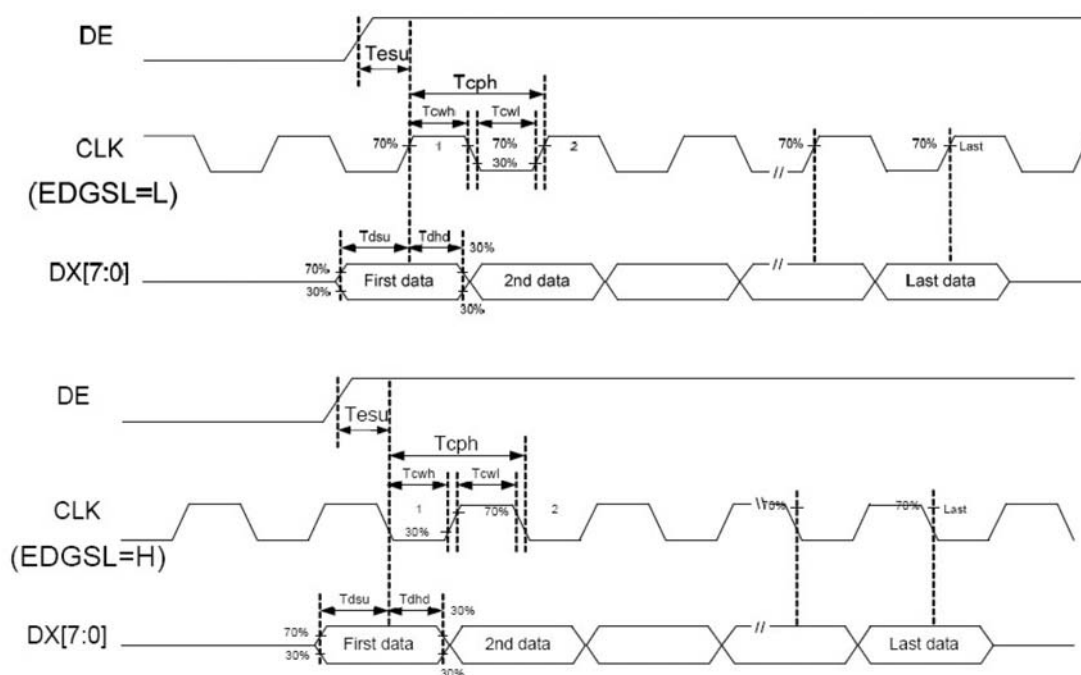 DE
Tesu
Tcph
Tcwh Tcwl
CLK 70% 1 70% 2 70% 70% Last
30% //
(EDGSL=L)
Tdsu Tdhd 30%
DX[7:0] 70% First data 2nd data // Last data
30%
30%
DE
Tesu
Tcph
Tcwh Tcwl
CLK 1 70% 2 \\ 70% 70% Last
30%
(EDGSL=H)
Tdsu Tdhd 30%
DX[7:0] 70% First data 2nd data // Last data
30%
30%